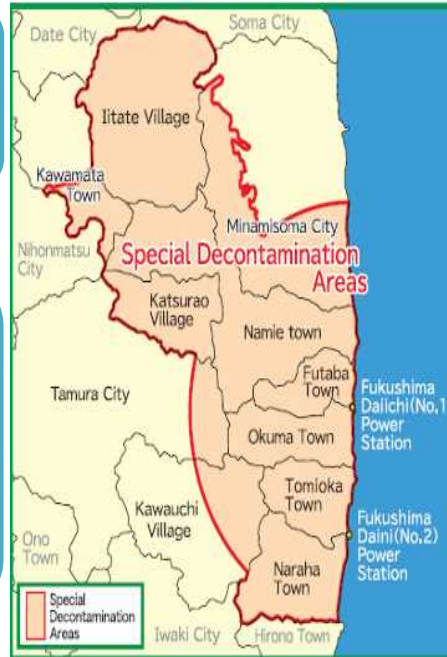 Date City
Soma City
Iitate Village
Kawamata
Town
Minamisoma City
Nihonmatsu
City
Special Decontamination
Areas
Katsurao
Village
Namie town
Tamura City
Futaba
Town
Fukushima
Daiichi(No.1
Power
Station
Okuma Town
Tomioka
Town
Kawauchi
Village
Fukushima
Daini(No.2)
Power
Station
Ono
Town
Naraha
Town
Special
Decontamination
Areas
Iwaki City
Hirono Town